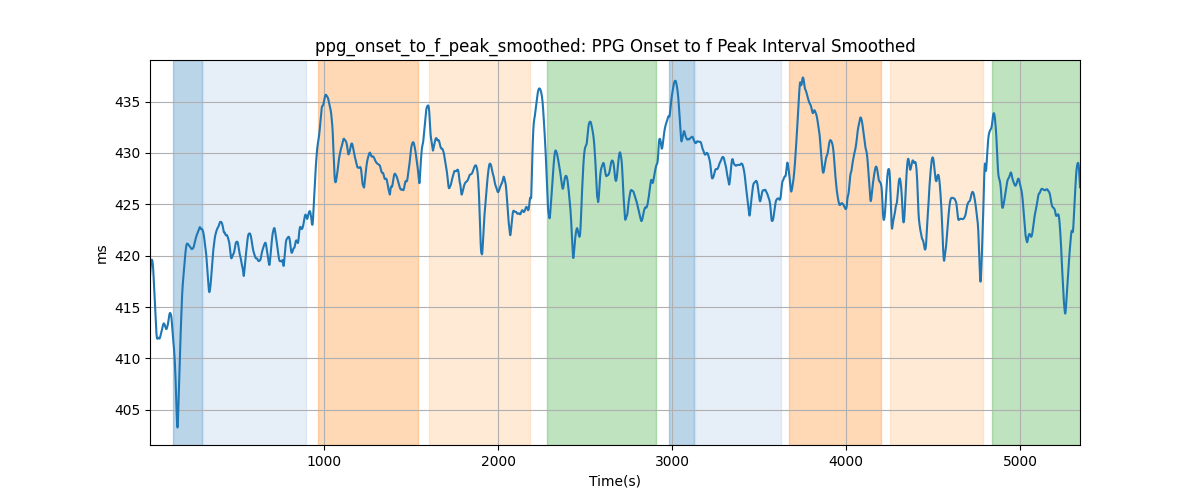 ppg_onset_to_f_peak_smoothed: PPG Onset to f Peak Interval Smoothed
435
430
425
420
415
410
405
ms
1000 2000 3000 4000 5000
Time(s)